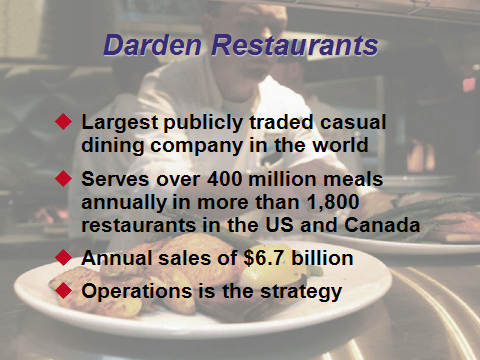 Darden Restaurants
Largest publicly traded casual
dining company in the world
Serves over 400 million meals
annually in more than 1,800
restaurants in the US and Canada
Annual sales of $6.7 billion
Operations is the strategy